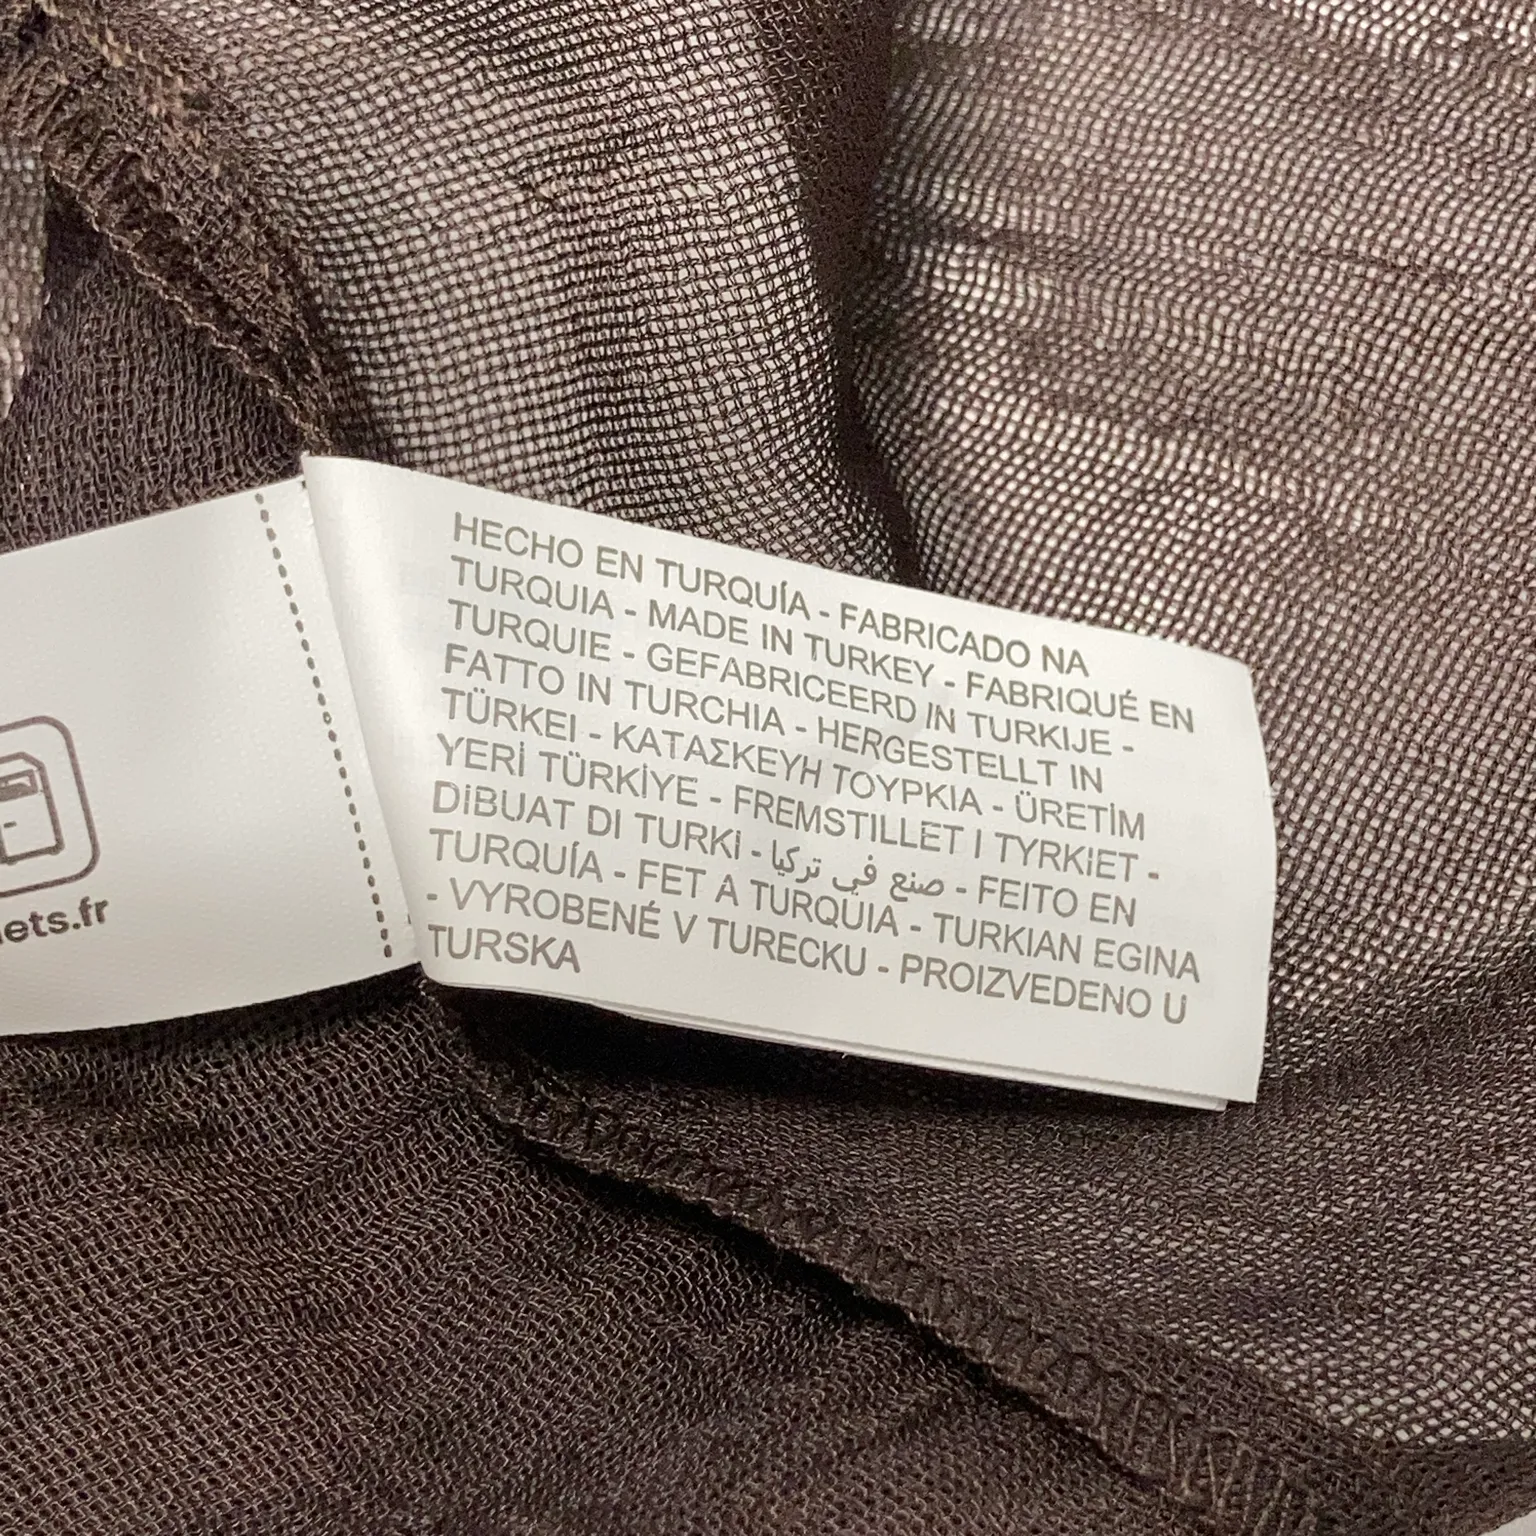 HECHO EN TURQUÍA - FABRICADO NA
TURQUIA - MADE IN TURKEY - FABRIQUÉ EN
TURQUIE - GEFABRICEERD IN TURKIJE -
FATTO IN TURCHIA - HERGESTELLT IN
TÜRKEI - ΚΑΤΑΣΚΕΥΗ ΤΟΥΡΚΙΑ - ÜRETİM
YERİ TÜRKİYE - FREMSTILLET I TYRKIET -
DIBUAT DI TURKI - صنع في تركيا - FEITO EN
TURQUÍA - FET A TURQUIA - TURKIAN EGINA
- VYROBENÉ V TURECKU - PROIZVEDENO U
TURSKA
ets.fr